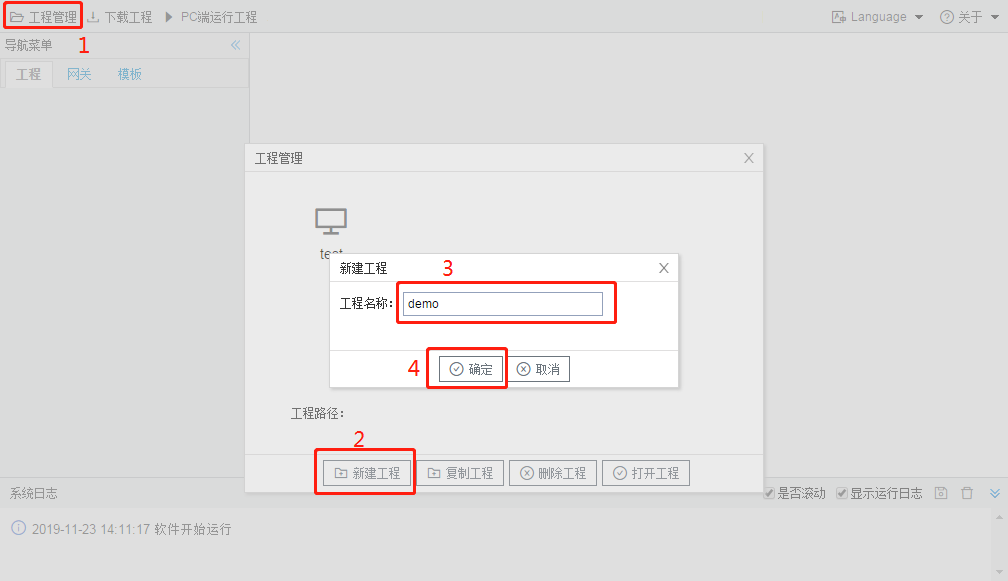 工程管理 下载工程 PC端运行工程 Language 关于
导航菜单 1
工程 网关 模板
工程管理
test
新建工程 3
工程名称: demo
4 确定 取消
工程路径:
2
新建工程 复制工程 删除工程 打开工程
系统日志 是否滚动 显示运行日志
2019-11-23 14:11:17 软件开始运行